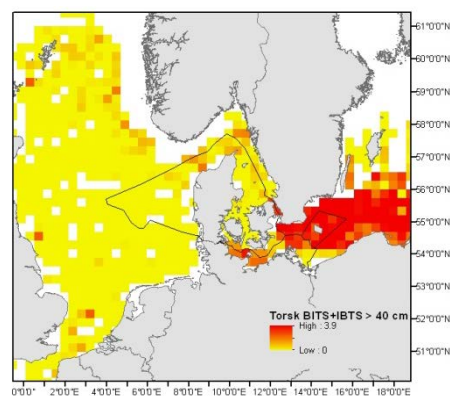 61°0'0"N
60°0'0"N
59°0'0"N
58°0'0"N
57°0'0"N
56°0'0"N
55°0'0"N
54°0'0"N
53°0'0"N
52°0'0"N
51°0'0"N
Torsk BITS+IBTS > 40 cm
High : 3.9
Low : 0
0°0'0" 2°0'0"E 4°0'0"E 6°0'0"E 8°0'0"E 10°0'0"E 12°0'0"E 14°0'0"E 16°0'0"E 18°0'0"E